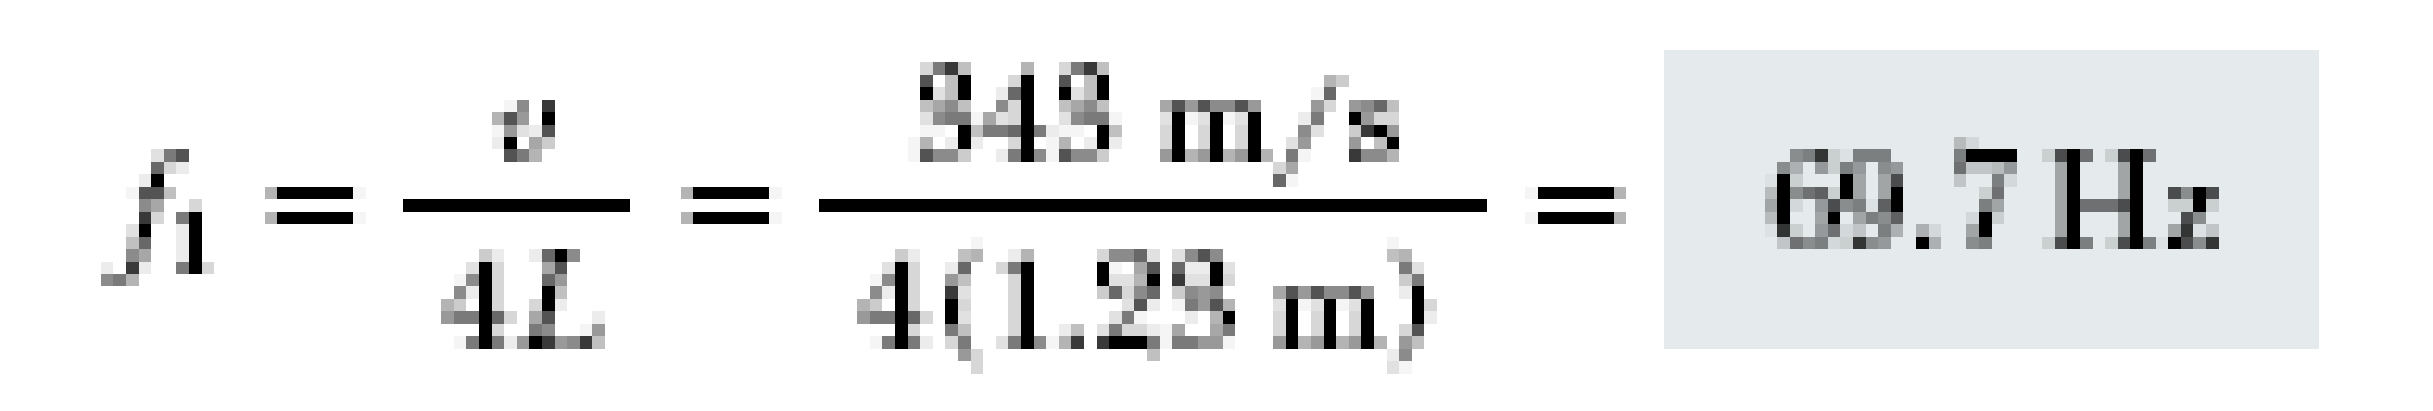 f₁ = v/4L = 343 m/s / 4(1.23 m) = 69.7 Hz